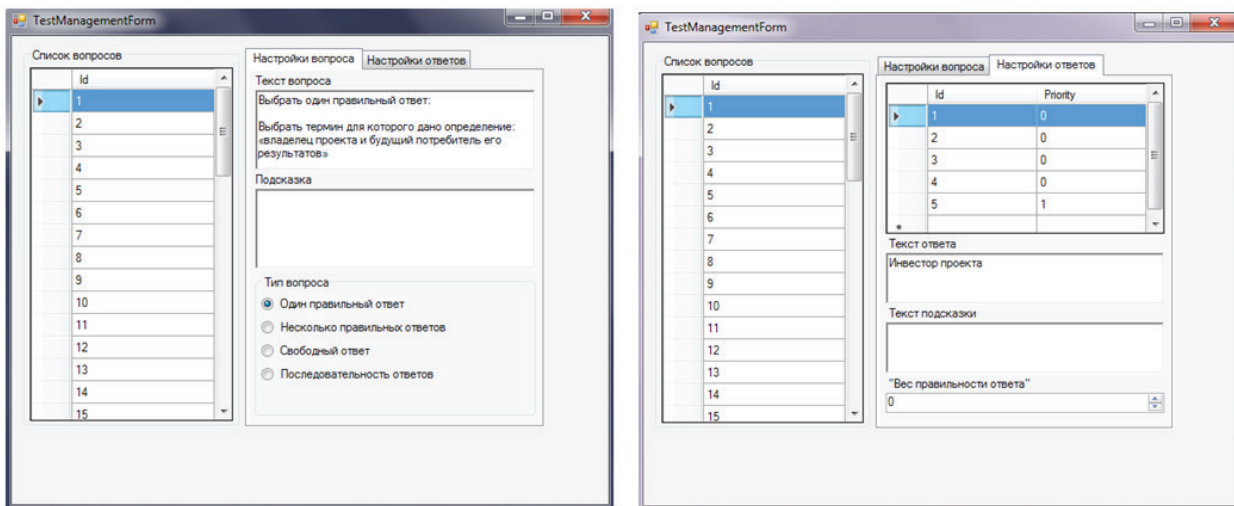 TestManagementForm
Список вопросов
Id
1
2
3
4
5
6
7
8
9
10
11
12
13
14
15
Настройки вопроса
Настройки ответов
Текст вопроса
Выбрать один правильный ответ:
Выбрать термин для которого дано определение:
«владелец проекта и будущий потребитель его
результатов»
Подсказка
Тип вопроса
Один правильный ответ
Несколько правильных ответов
Свободный ответ
Последовательность ответов
TestManagementForm
Список вопросов
Id
1
2
3
4
5
6
7
8
9
10
11
12
13
14
15
Настройки вопроса
Настройки ответов
Id Priority
1 0
2 0
3 0
4 0
5 1
*
Текст ответа
Инвестор проекта
Текст подсказки
"Вес правильности ответа"
0